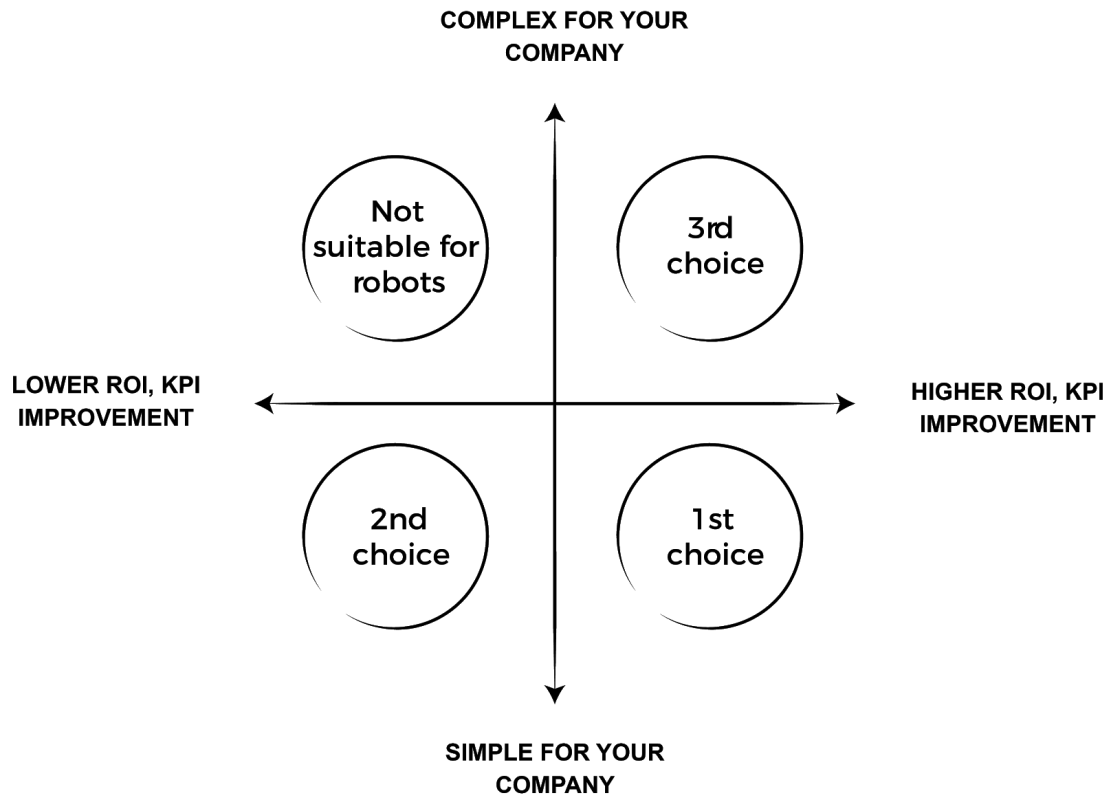 COMPLEX FOR YOUR
COMPANY
Not
suitable for
robots
3rd
choice
LOWER ROI, KPI
IMPROVEMENT
HIGHER ROI, KPI
IMPROVEMENT
2nd
choice
1st
choice
SIMPLE FOR YOUR
COMPANY